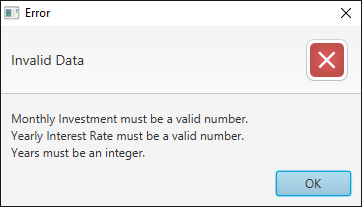 Error
Invalid Data
Monthly Investment must be a valid number.
Yearly Interest Rate must be a valid number.
Years must be an integer.
OK